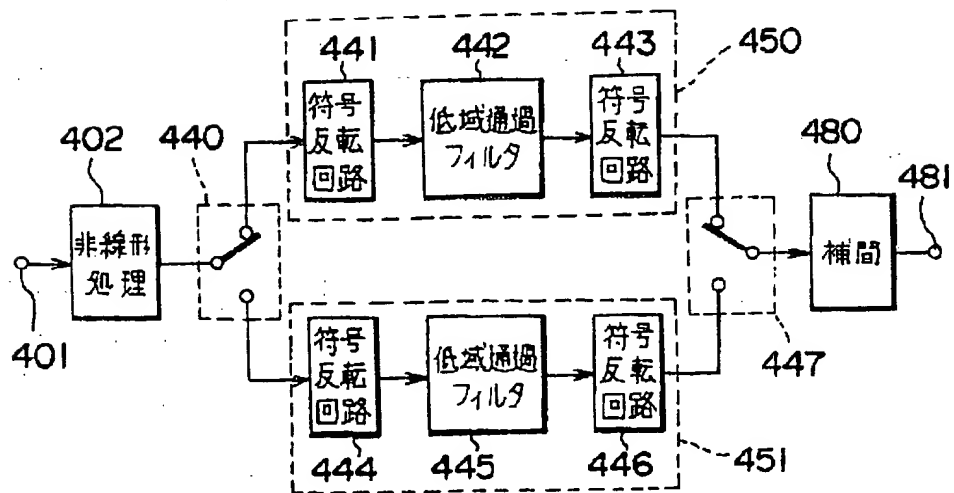 441
442
443
450
符号
反転
回路
低域通過
フィルタ
符号
反転
回路
402
440
480
481
非線形
処理
補間
401
447
符号
反転
回路
低域通過
フィルタ
符号
反転
回路
444
445
446
451